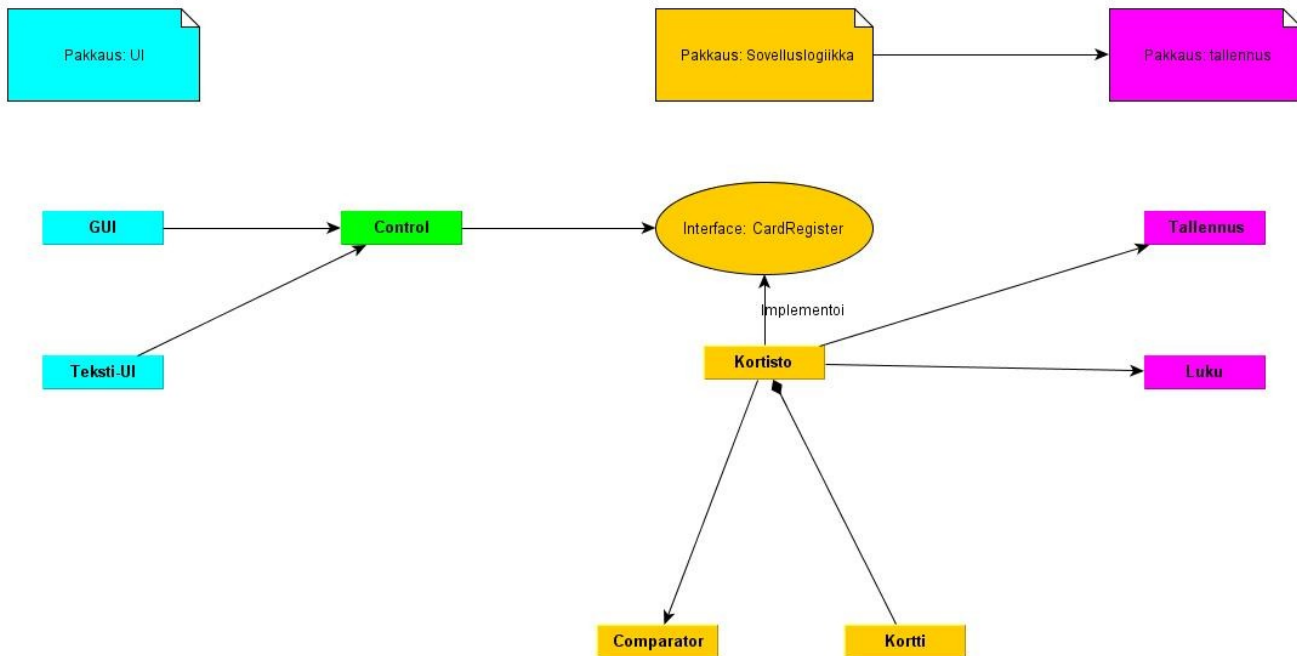 Pakkaus: UI
Pakkaus: Sovelluslogiikka
Pakkaus: tallennus
GUI
Control
Interface: CardRegister
Tallennus
Implementoi
Teksti-UI
Kortisto
Luku
Comparator
Kortti